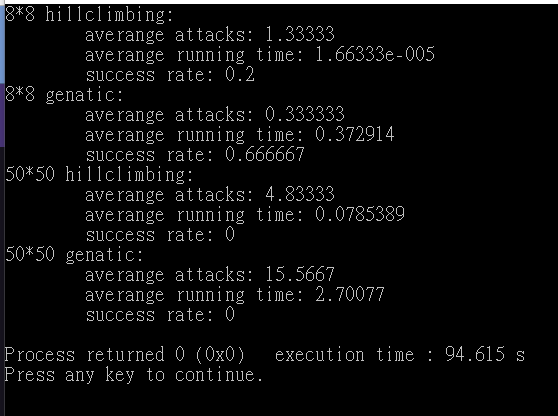 8*8 hillclimbing:
averange attacks: 1.33333
averange running time: 1.66333e-005
success rate: 0.2
8*8 genatic:
averange attacks: 0.333333
averange running time: 0.372914
success rate: 0.666667
50*50 hillclimbing:
averange attacks: 4.83333
averange running time: 0.0785389
success rate: 0
50*50 genatic:
averange attacks: 15.5667
averange running time: 2.70077
success rate: 0
Process returned 0 (0x0)   execution time : 94.615 s
Press any key to continue.